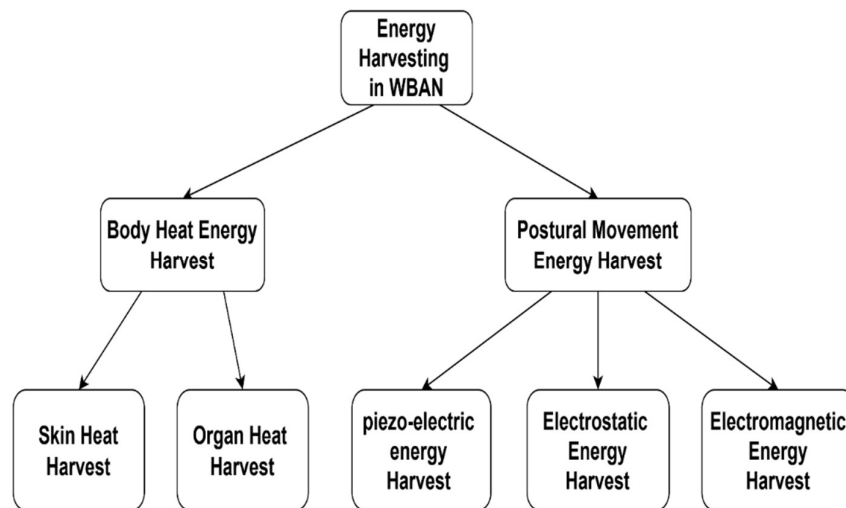 Energy
Harvesting
in WBAN
Body Heat Energy
Harvest
Postural Movement
Energy Harvest
Skin Heat
Harvest
Organ Heat
Harvest
piezo-electric
energy
Harvest
Electrostatic
Energy
Harvest
Electromagnetic
Energy
Harvest